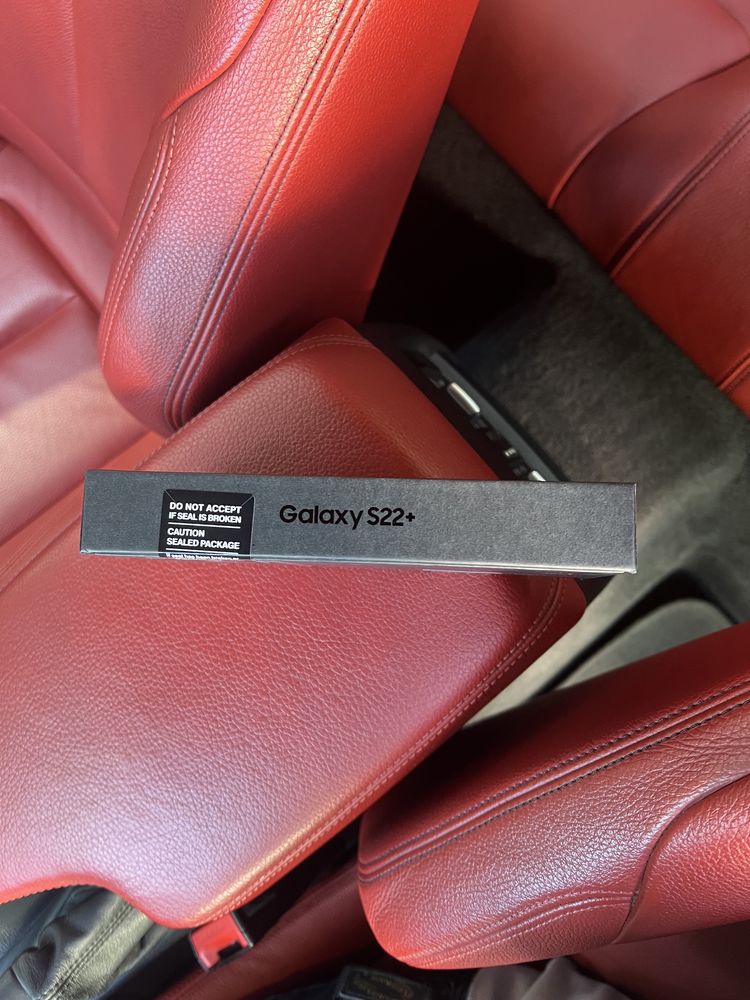 DO NOT ACCEPT
IF SEAL IS BROKEN
CAUTION
SEALED PACKAGE
Galaxy S22+